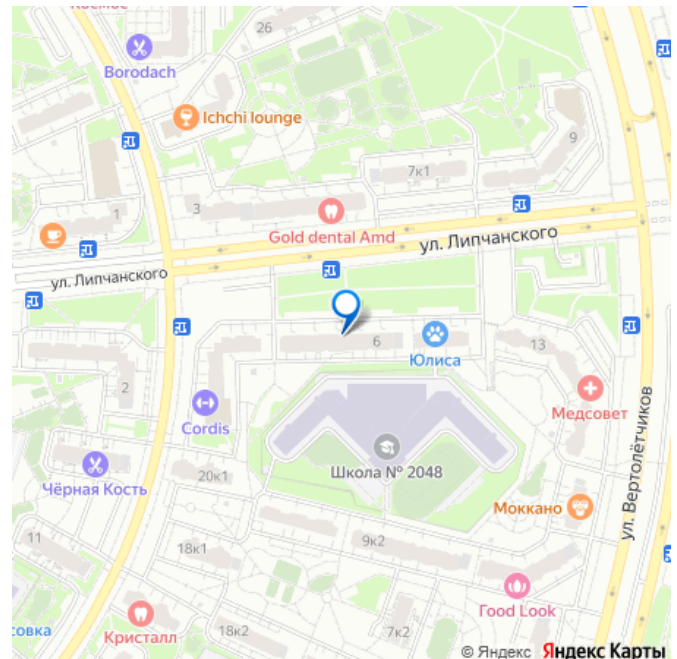 Космос
26
Borodach
Ichchi lounge
9
7к1
3
1
Gold dental Amd
ул. Липчанского
ул. Липчанского
6
Юлиса
13
2
Медсовет
Cordis
ул. Вертолётчиков
Школа № 2048
20к1
Чёрная Кость
Моккано
11
18к1
9к2
Food Look
совка
Кристалл
18к2
7к2
© Яндекс Яндекс Карты